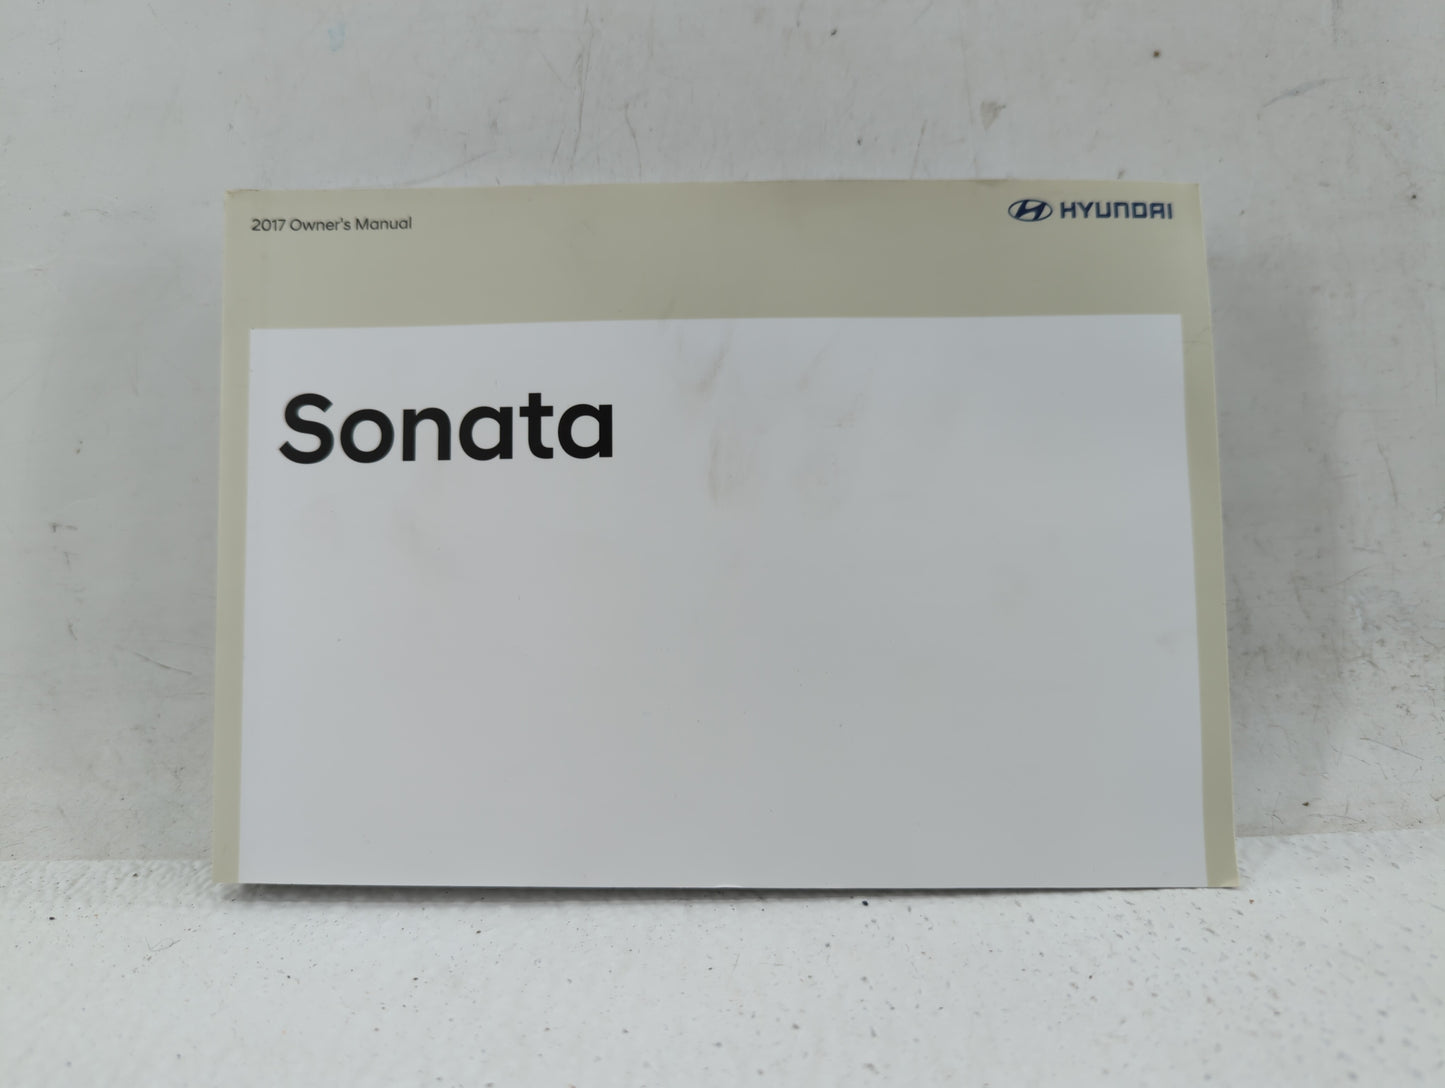 2017 Owner's Manual
HYUNDAI
Sonata